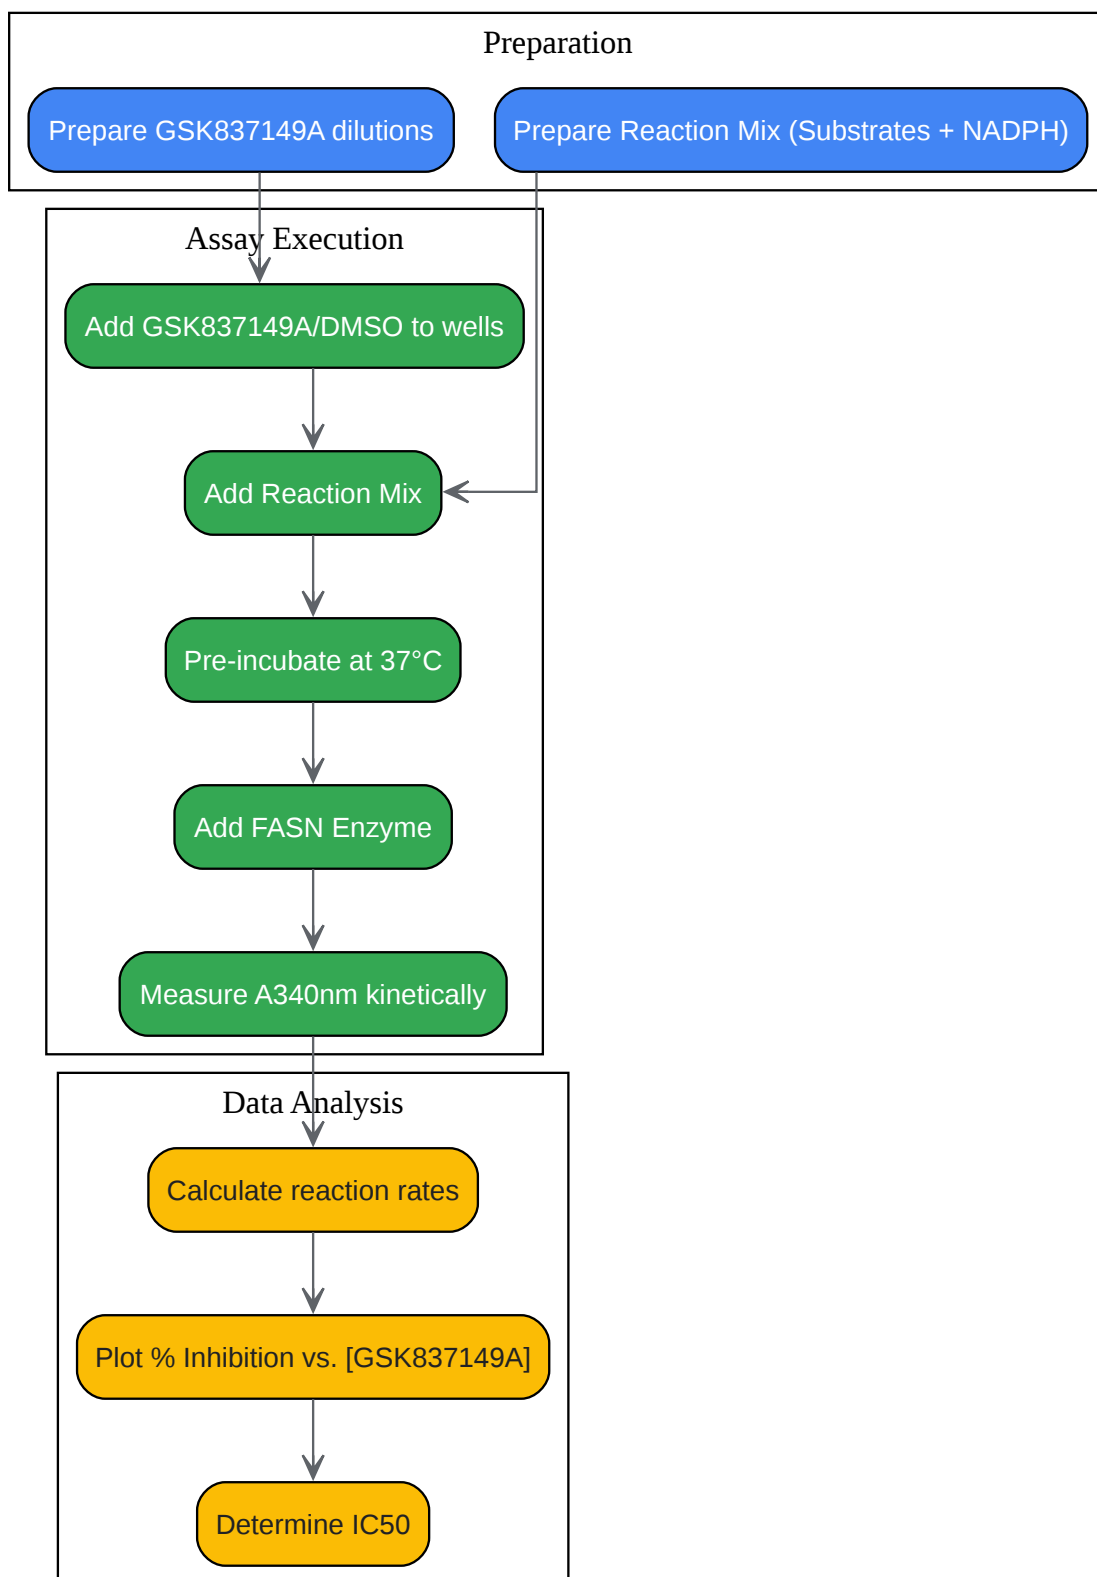 Preparation
Prepare GSK837149A dilutions
Prepare Reaction Mix (Substrates + NADPH)
Assay Execution
Add GSK837149A/DMSO to wells
Add Reaction Mix
Pre-incubate at 37°C
Add FASN Enzyme
Measure A340nm kinetically
Data Analysis
Calculate reaction rates
Plot % Inhibition vs. [GSK837149A]
Determine IC50